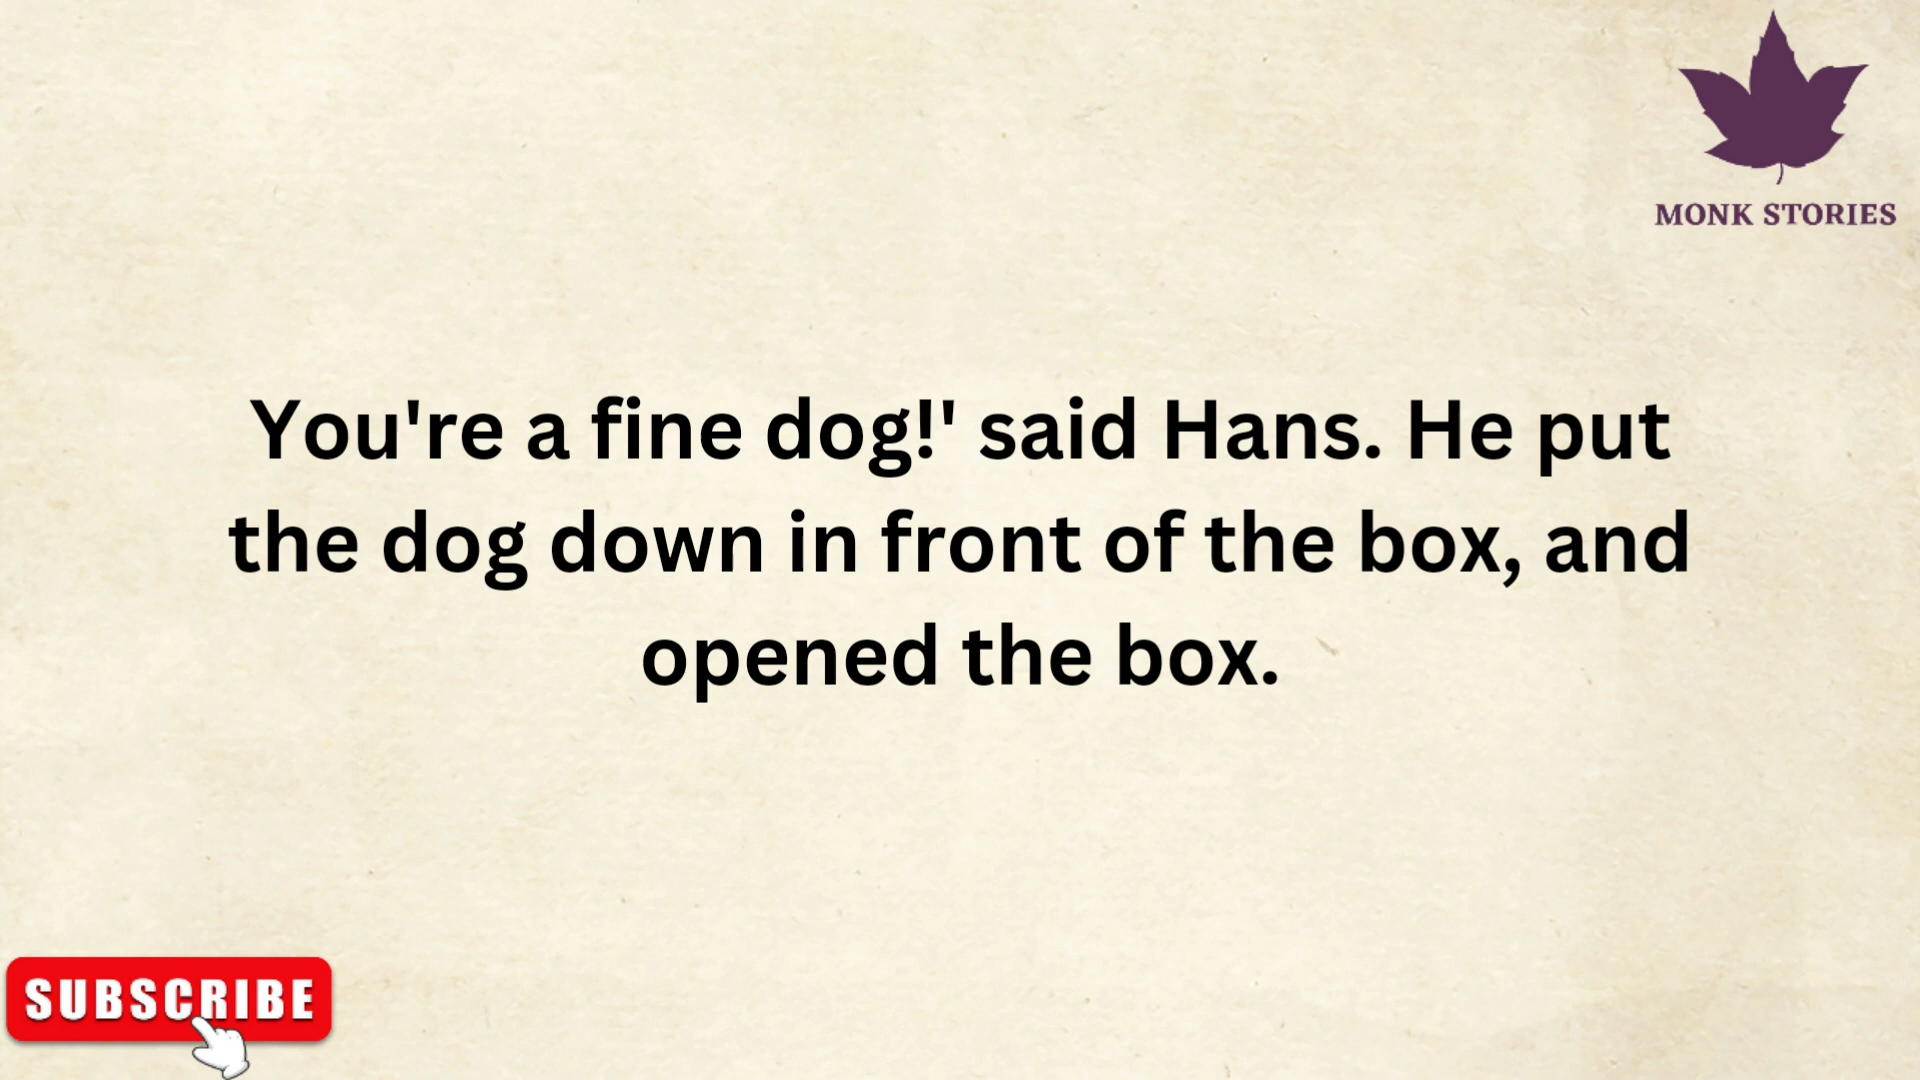 MONK STORIES
You're a fine dog!' said Hans. He put
the dog down in front of the box, and
opened the box.
SUBSCRIBE